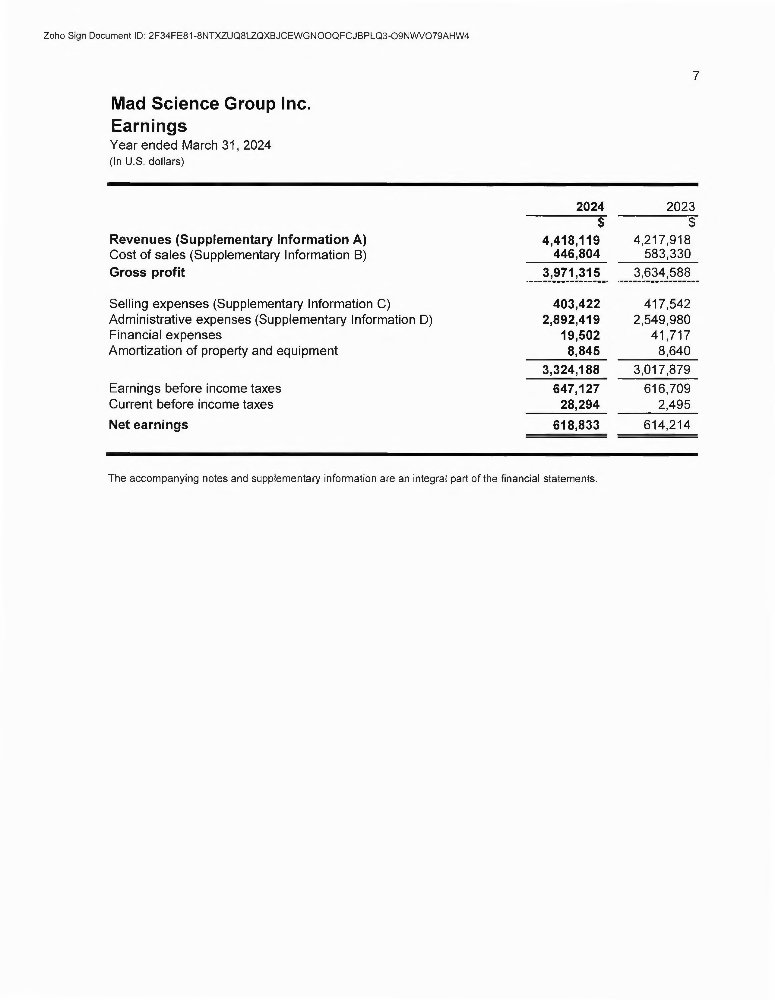 Zoho Sign Document ID: 2F34FE81-8NTXZUQ8LZQXBJCEWGNOOQFCJBPLQ3-O9NWVO79AHW4
7
Mad Science Group Inc.
Earnings
Year ended March 31, 2024
(In U.S. dollars)
2024 2023
$ $
Revenues (Supplementary Information A) 4,418,119 4,217,918
Cost of sales (Supplementary Information B) 446,804 583,330
Gross profit 3,971,315 3,634,588
Selling expenses (Supplementary Information C) 403,422 417,542
Administrative expenses (Supplementary Information D) 2,892,419 2,549,980
Financial expenses 19,502 41,717
Amortization of property and equipment 8,845 8,640
3,324,188 3,017,879
Earnings before income taxes 647,127 616,709
Current before income taxes 28,294 2,495
Net earnings 618,833 614,214
The accompanying notes and supplementary information are an integral part of the financial statements.